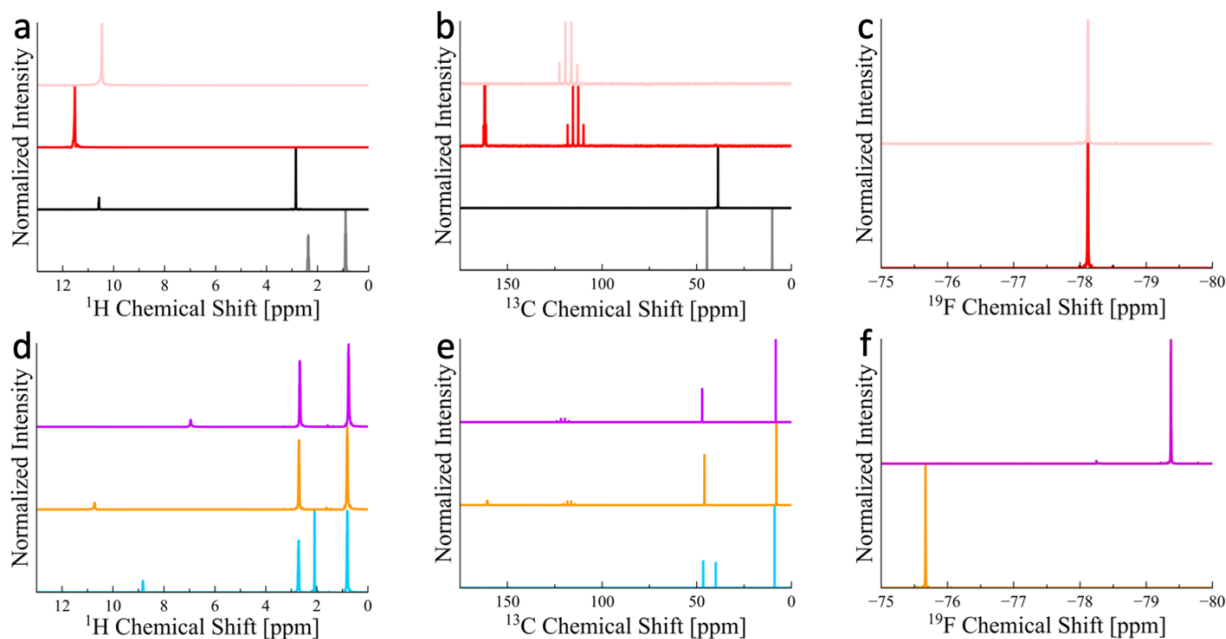 a
Normalized Intensity
12 10 8 6 4 2 0
¹H Chemical Shift [ppm]
b
Normalized Intensity
150 100 50 0
¹³C Chemical Shift [ppm]
c
Normalized Intensity
−75 −76 −77 −78 −79 −80
¹⁹F Chemical Shift [ppm]
d
Normalized Intensity
12 10 8 6 4 2 0
¹H Chemical Shift [ppm]
e
Normalized Intensity
150 100 50 0
¹³C Chemical Shift [ppm]
f
Normalized Intensity
−75 −76 −77 −78 −79 −80
¹⁹F Chemical Shift [ppm]